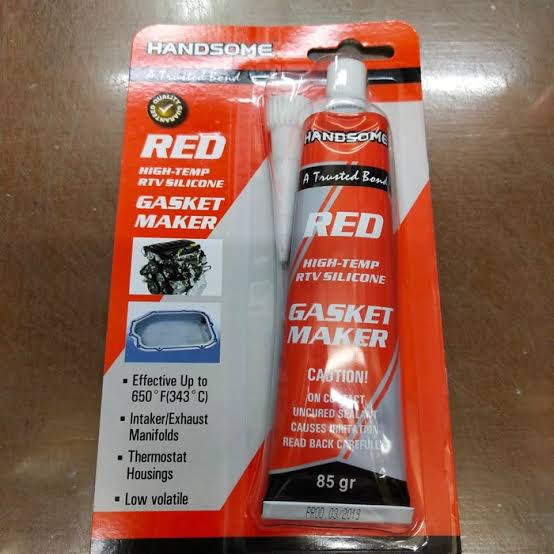 HANDSOME
A Trusted Bond
QUALITY
GUARANTEED
RED
HIGH-TEMP
RTV SILICONE
GASKET
MAKER
▪ Effective Up to
650°F(343°C)
▪ Intaker/Exhaust
Manifolds
▪ Thermostat
Housings
▪ Low volatile
HANDSOME
A Trusted Bond
RED
HIGH-TEMP
RTV SILICONE
GASKET
MAKER
CAUTION!
ON CONTACT,
UNCURED SEALANT
CAUSES IRRITATION.
READ BACK CAREFULLY
85 gr
PROD 03/2019